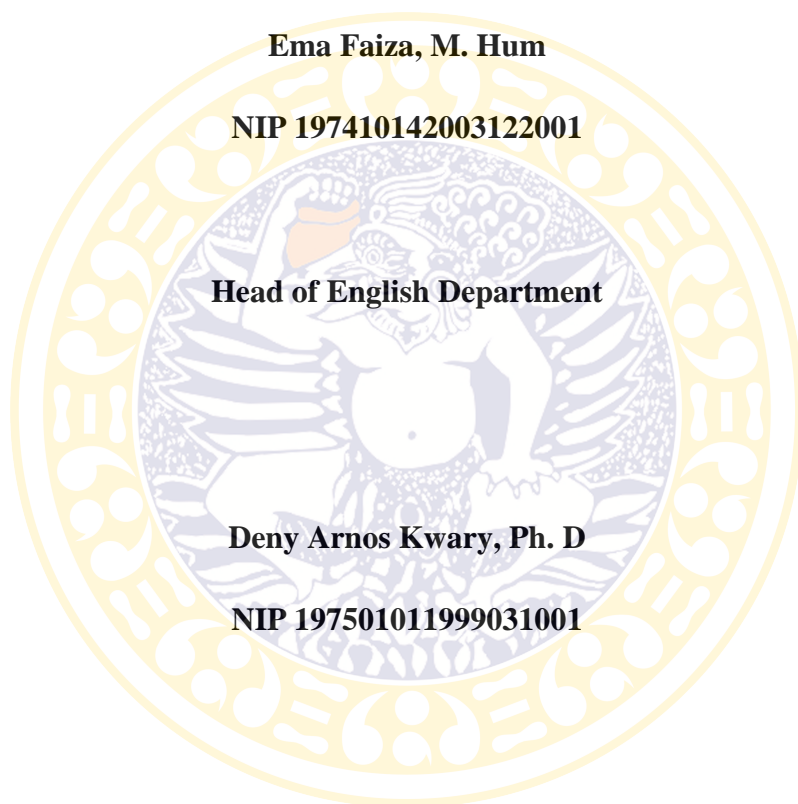 Ema Faiza, M. Hum
NIP 197410142003122001
Head of English Department
Deny Arnos Kwary, Ph. D
NIP 197501011999031001